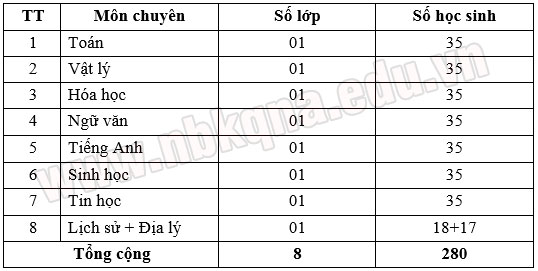 TT Môn chuyên Số lớp Số học sinh
1 Toán 01 35
2 Vật lý 01 35
3 Hóa học 01 35
4 Ngữ văn 01 35
5 Tiếng Anh 01 35
6 Sinh học 01 35
7 Tin học 01 35
8 Lịch sử + Địa lý 01 18+17
Tổng cộng 8 280
www.nbkqna.edu.vn